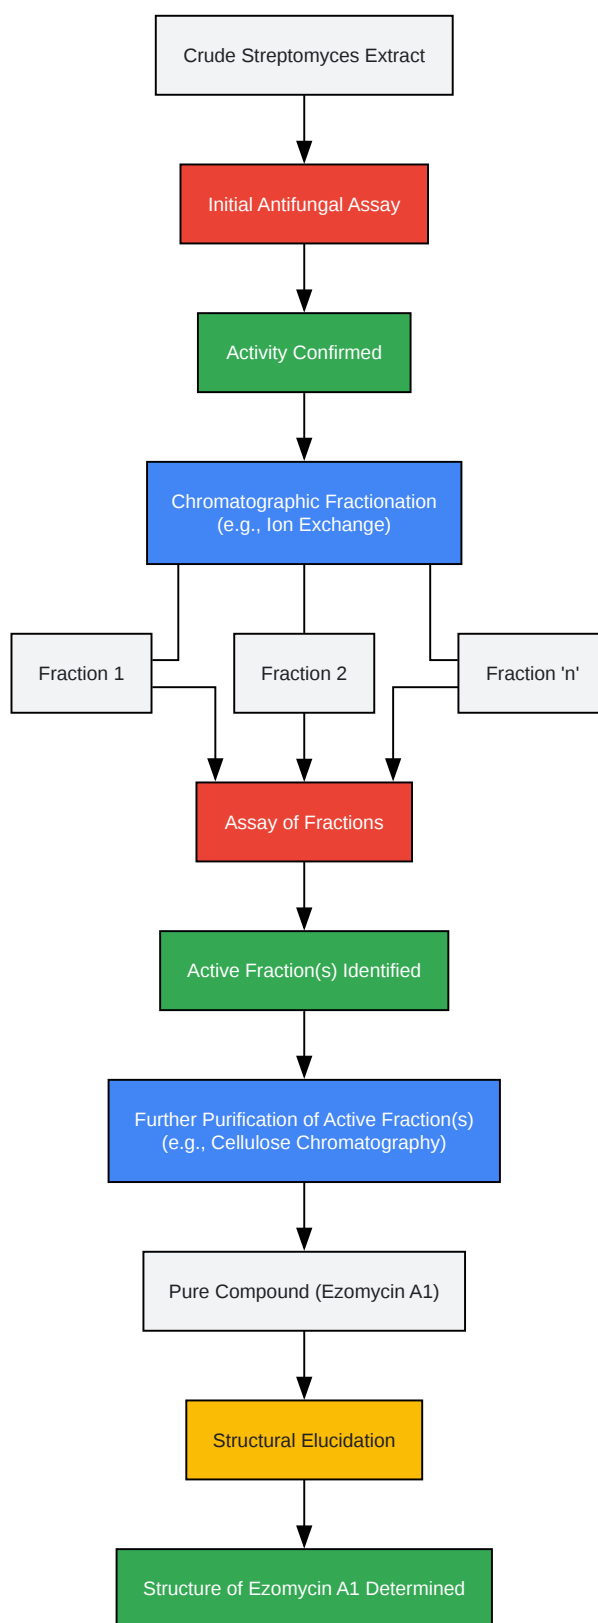 Crude Streptomyces Extract
Initial Antifungal Assay
Activity Confirmed
Chromatographic Fractionation
(e.g., Ion Exchange)
Fraction 1
Fraction 2
Fraction 'n'
Assay of Fractions
Active Fraction(s) Identified
Further Purification of Active Fraction(s)
(e.g., Cellulose Chromatography)
Pure Compound (Ezomycin A1)
Structural Elucidation
Structure of Ezomycin A1 Determined